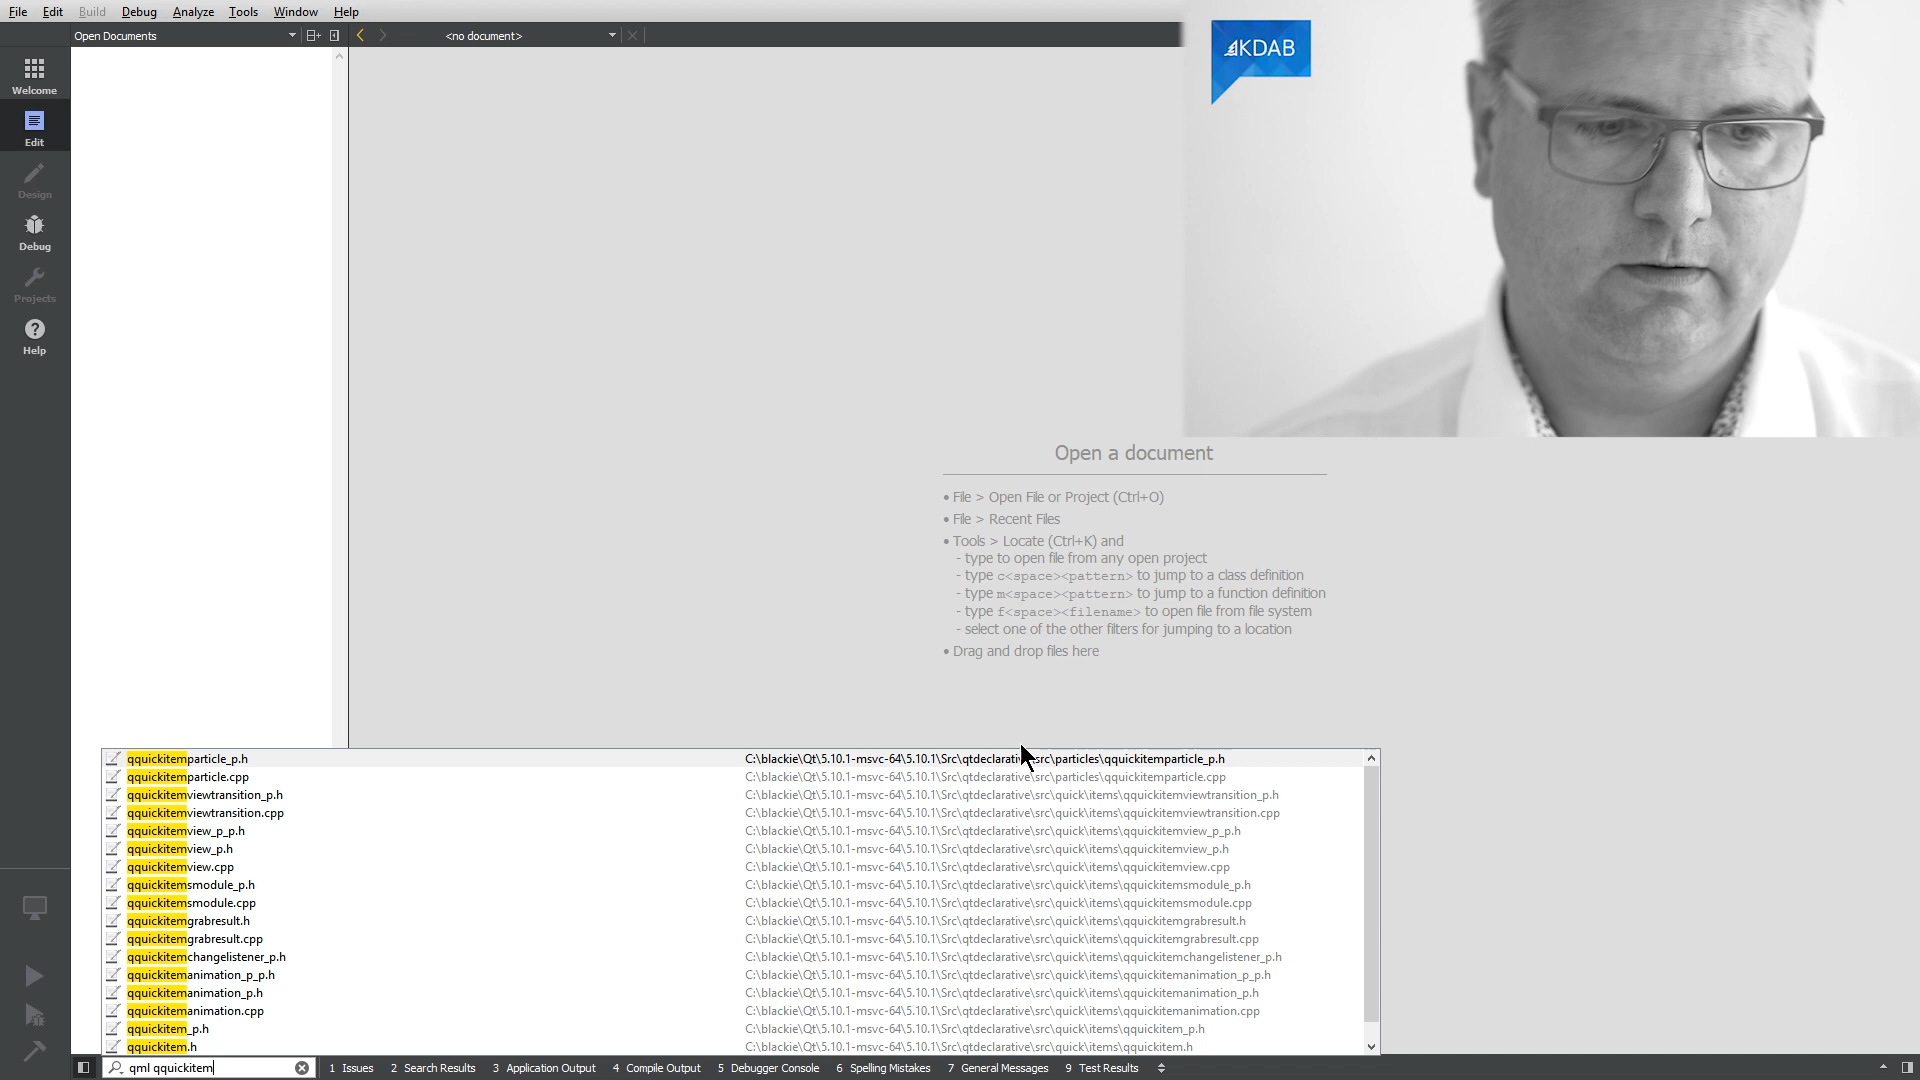 File Edit Build Debug Analyze Tools Window Help
Open Documents
<no document>
KDAB
Welcome
Edit
Design
Debug
Projects
Help
Open a document
• File > Open File or Project (Ctrl+O)
• File > Recent Files
• Tools > Locate (Ctrl+K) and
- type to open file from any open project
- type c<space><pattern> to jump to a class definition
- type m<space><pattern> to jump to a function definition
- type f<space><filename> to open file from file system
- select one of the other filters for jumping to a location
• Drag and drop files here
qquickitemparticle_p.h C:\blackie\Qt\5.10.1-msvc-64\5.10.1\Src\qtdeclarative\src\particles\qquickitemparticle_p.h
qquickitemparticle.cpp C:\blackie\Qt\5.10.1-msvc-64\5.10.1\Src\qtdeclarative\src\particles\qquickitemparticle.cpp
qquickitemviewtransition_p.h C:\blackie\Qt\5.10.1-msvc-64\5.10.1\Src\qtdeclarative\src\quick\items\qquickitemviewtransition_p.h
qquickitemviewtransition.cpp C:\blackie\Qt\5.10.1-msvc-64\5.10.1\Src\qtdeclarative\src\quick\items\qquickitemviewtransition.cpp
qquickitemview_p_p.h C:\blackie\Qt\5.10.1-msvc-64\5.10.1\Src\qtdeclarative\src\quick\items\qquickitemview_p_p.h
qquickitemview_p.h C:\blackie\Qt\5.10.1-msvc-64\5.10.1\Src\qtdeclarative\src\quick\items\qquickitemview_p.h
qquickitemview.cpp C:\blackie\Qt\5.10.1-msvc-64\5.10.1\Src\qtdeclarative\src\quick\items\qquickitemview.cpp
qquickitemsmodule_p.h C:\blackie\Qt\5.10.1-msvc-64\5.10.1\Src\qtdeclarative\src\quick\items\qquickitemsmodule_p.h
qquickitemsmodule.cpp C:\blackie\Qt\5.10.1-msvc-64\5.10.1\Src\qtdeclarative\src\quick\items\qquickitemsmodule.cpp
qquickitemgrabresult.h C:\blackie\Qt\5.10.1-msvc-64\5.10.1\Src\qtdeclarative\src\quick\items\qquickitemgrabresult.h
qquickitemgrabresult.cpp C:\blackie\Qt\5.10.1-msvc-64\5.10.1\Src\qtdeclarative\src\quick\items\qquickitemgrabresult.cpp
qquickitemchangelistener_p.h C:\blackie\Qt\5.10.1-msvc-64\5.10.1\Src\qtdeclarative\src\quick\items\qquickitemchangelistener_p.h
qquickitemanimation_p_p.h C:\blackie\Qt\5.10.1-msvc-64\5.10.1\Src\qtdeclarative\src\quick\items\qquickitemanimation_p_p.h
qquickitemanimation_p.h C:\blackie\Qt\5.10.1-msvc-64\5.10.1\Src\qtdeclarative\src\quick\items\qquickitemanimation_p.h
qquickitemanimation.cpp C:\blackie\Qt\5.10.1-msvc-64\5.10.1\Src\qtdeclarative\src\quick\items\qquickitemanimation.cpp
qquickitem_p.h C:\blackie\Qt\5.10.1-msvc-64\5.10.1\Src\qtdeclarative\src\quick\items\qquickitem_p.h
qquickitem.h C:\blackie\Qt\5.10.1-msvc-64\5.10.1\Src\qtdeclarative\src\quick\items\qquickitem.h
qml qquickitem 1 Issues 2 Search Results 3 Application Output 4 Compile Output 5 Debugger Console 6 Spelling Mistakes 7 General Messages 9 Test Results